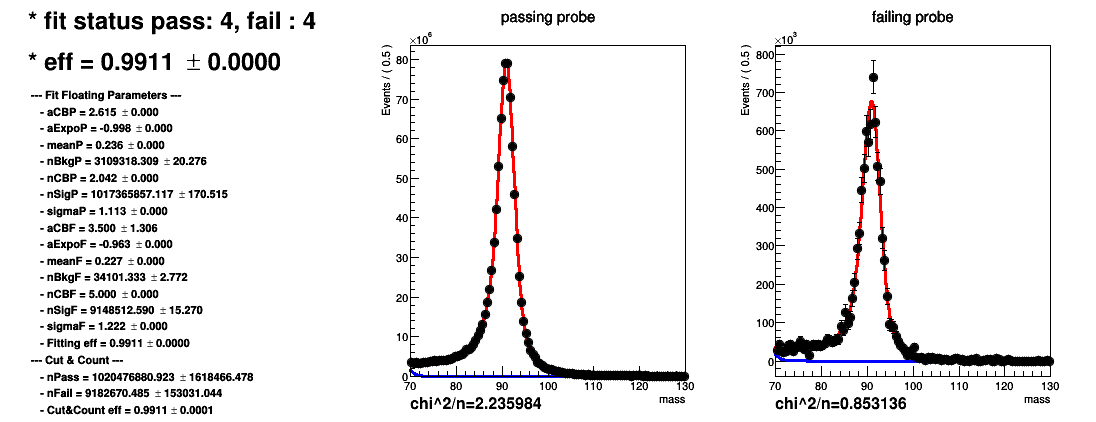 * fit status pass: 4, fail : 4
* eff = 0.9911 ± 0.0000
--- Fit Floating Parameters ---
- aCBP = 2.615 ± 0.000
- aExpoP = -0.998 ± 0.000
- meanP = 0.236 ± 0.000
- nBkgP = 3109318.309 ± 20.276
- nCBP = 2.042 ± 0.000
- nSigP = 1017365857.117 ± 170.515
- sigmaP = 1.113 ± 0.000
- aCBF = 3.500 ± 1.306
- aExpoF = -0.963 ± 0.000
- meanF = 0.227 ± 0.000
- nBkgF = 34101.333 ± 2.772
- nCBF = 5.000 ± 0.000
- nSigF = 9148512.590 ± 15.270
- sigmaF = 1.222 ± 0.000
- Fitting eff = 0.9911 ± 0.0000
--- Cut & Count ---
- nPass = 1020476880.923 ± 1618466.478
- nFail = 9182670.485 ± 153031.044
- Cut&Count eff = 0.9911 ± 0.0001
passing probe
×10^6
Events / ( 0.5 )
80
70
60
50
40
30
20
10
0
70 80 90 100 110 120 130
mass
chi^2/n=2.235984
failing probe
×10^3
Events / ( 0.5 )
800
700
600
500
400
300
200
100
0
70 80 90 100 110 120 130
mass
chi^2/n=0.853136